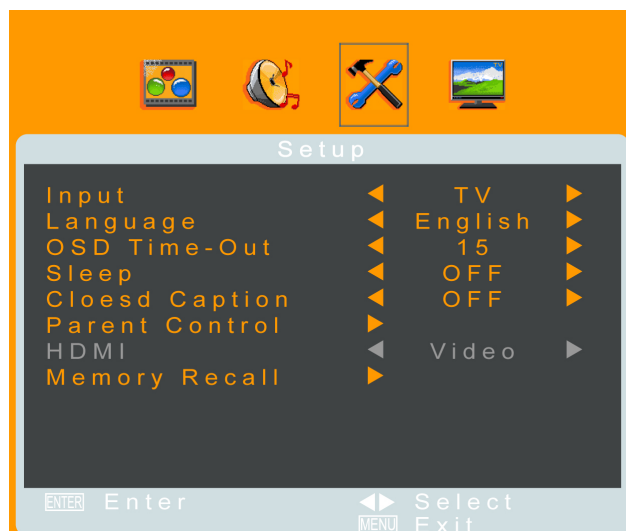 TV
Setup
Input TV
Language English
OSD Time-Out 15
Sleep OFF
Cloesd Caption OFF
Parent Control
HDMI Video
Memory Recall
ENTER Enter Select
MENU Exit